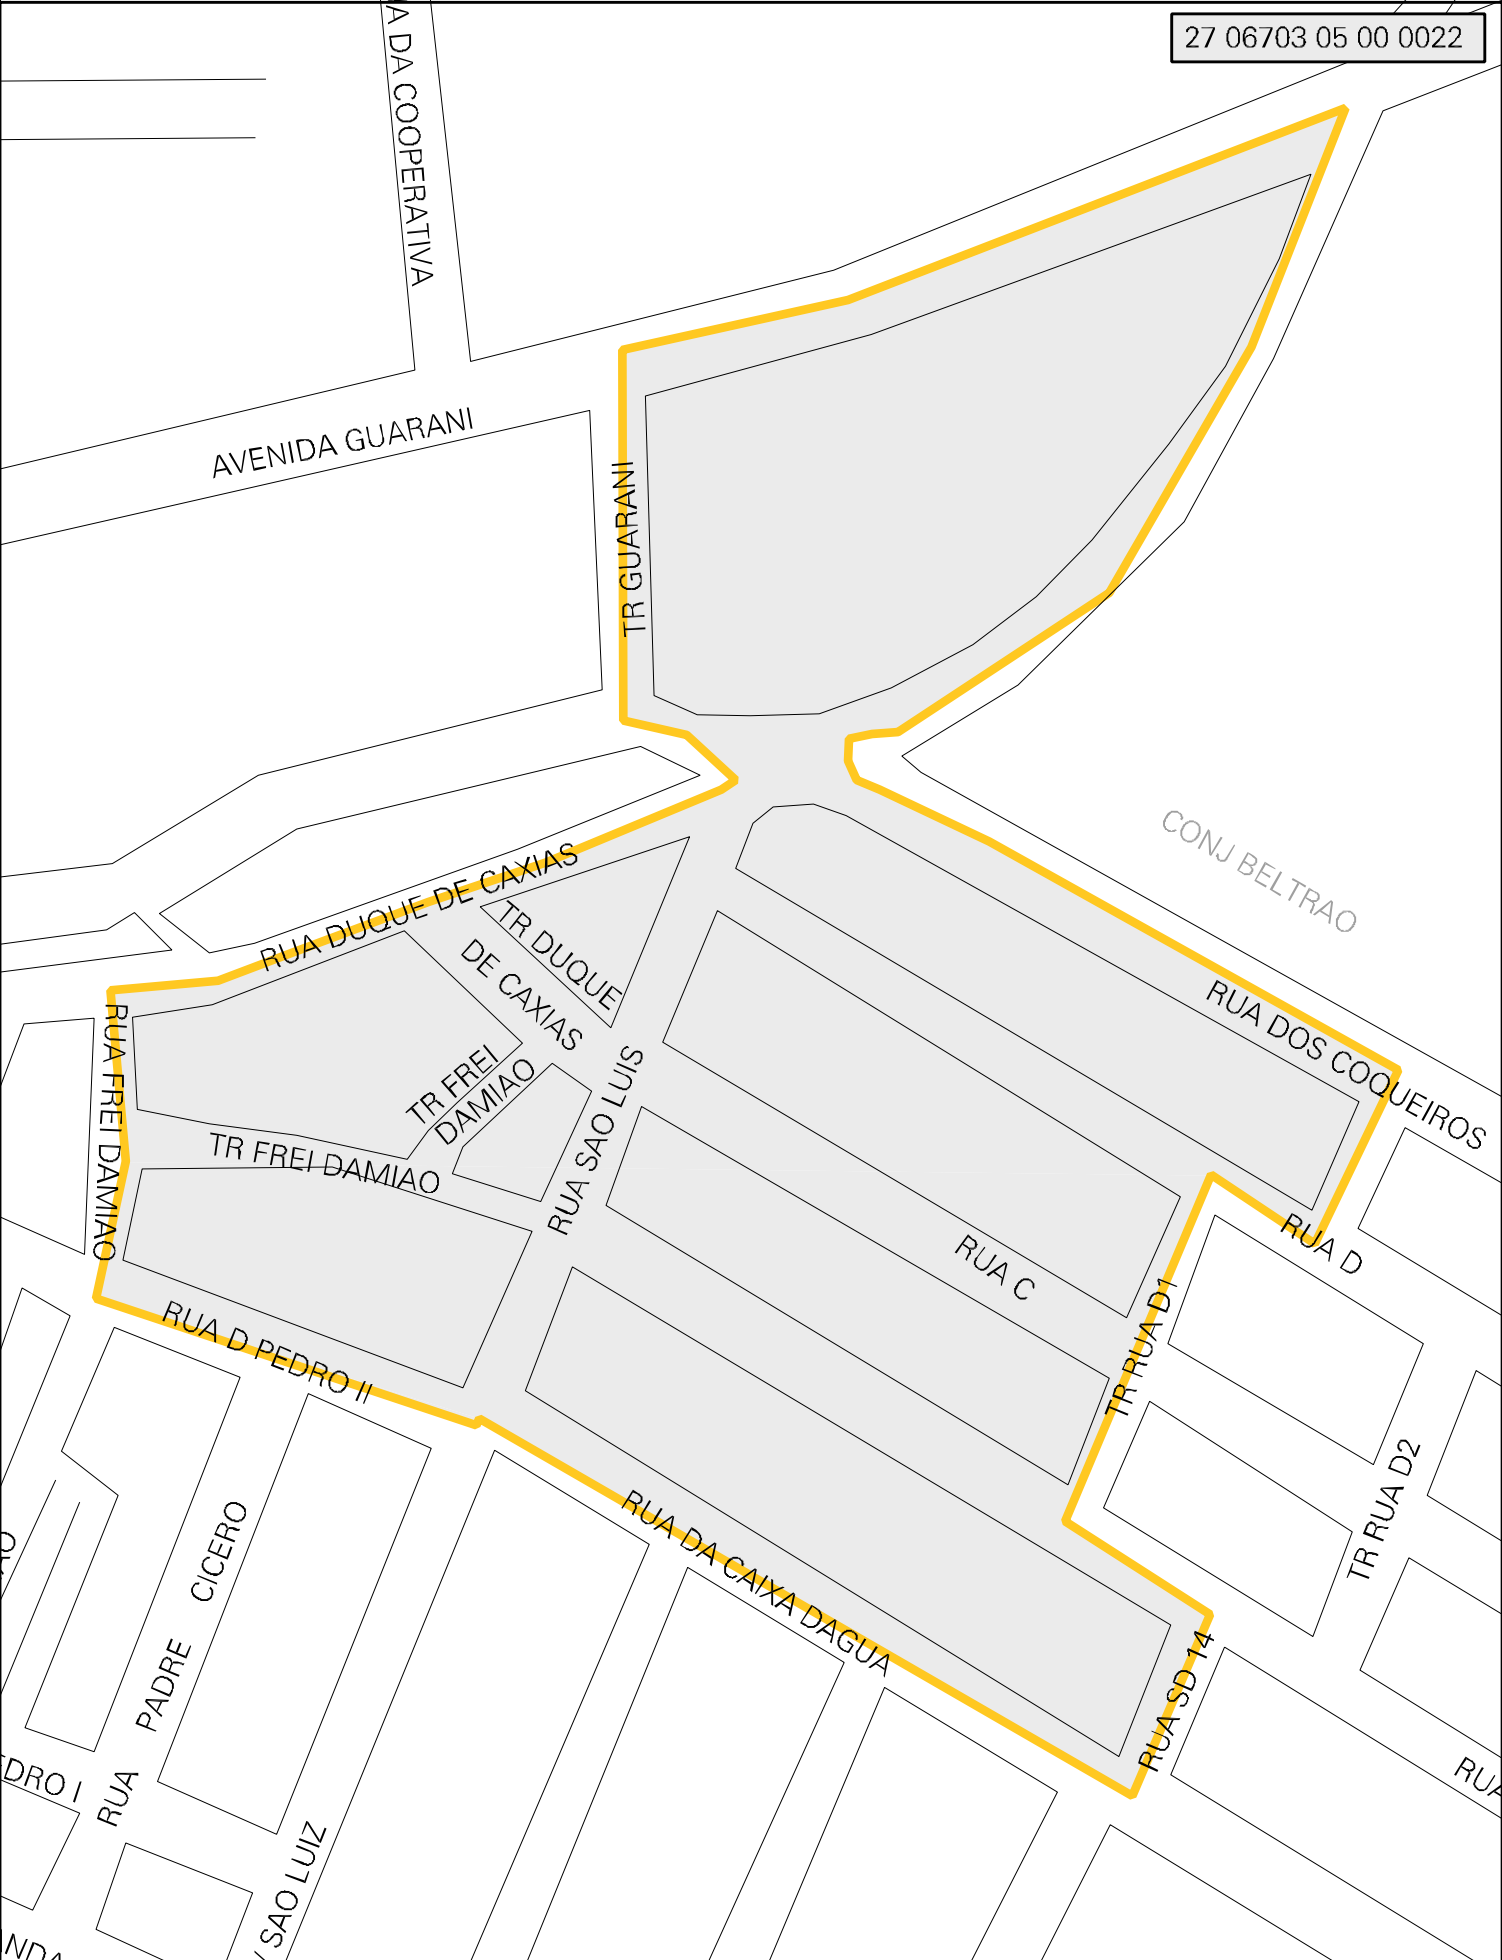 27 06703 05 00 0022
DA COOPERATIVA
AVENIDA GUARANI
TR GUARANI
CONJ BELTRAO
RUA DUQUE DE CAXIAS
TR DUQUE
DE CAXIAS
RUA DOS COQUEIROS
RUA FREI DAMIAO
TR FREI
DAMIAO
TR FREI DAMIAO
RUA SAO LUIS
RUA C
RUA D
TR RUA D1
RUA D PEDRO II
TR RUA D2
RUA DA CAIXA DAGUA
RUA PADRE CICERO
RUA SD 14
RUA
EDRO I
SAO LUIZ